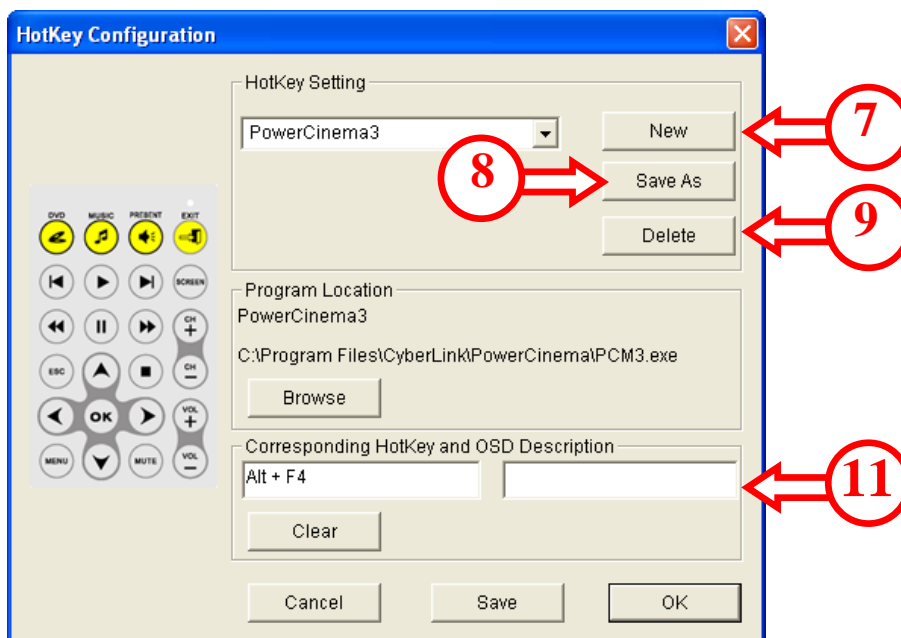 HotKey Configuration
HotKey Setting
PowerCinema3
New
7
8
Save As
Delete
9
DVD MUSIC PRESENT EXIT
SCREEN
CH
+
ESC
CH
−
OK
VOL
+
MENU
MUTE
VOL
−
Program Location
PowerCinema3
C:\Program Files\CyberLink\PowerCinema\PCM3.exe
Browse
Corresponding HotKey and OSD Description
Alt + F4
11
Clear
Cancel
Save
OK